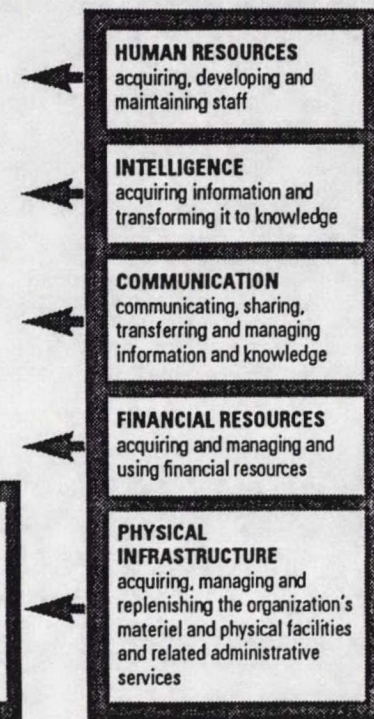 HUMAN RESOURCES
acquiring, developing and
maintaining staff
INTELLIGENCE
acquiring information and
transforming it to knowledge
COMMUNICATION
communicating, sharing,
transferring and managing
information and knowledge
FINANCIAL RESOURCES
acquiring and managing and
using financial resources
PHYSICAL
INFRASTRUCTURE
acquiring, managing and
replenishing the organization's
materiel and physical facilities
and related administrative
services